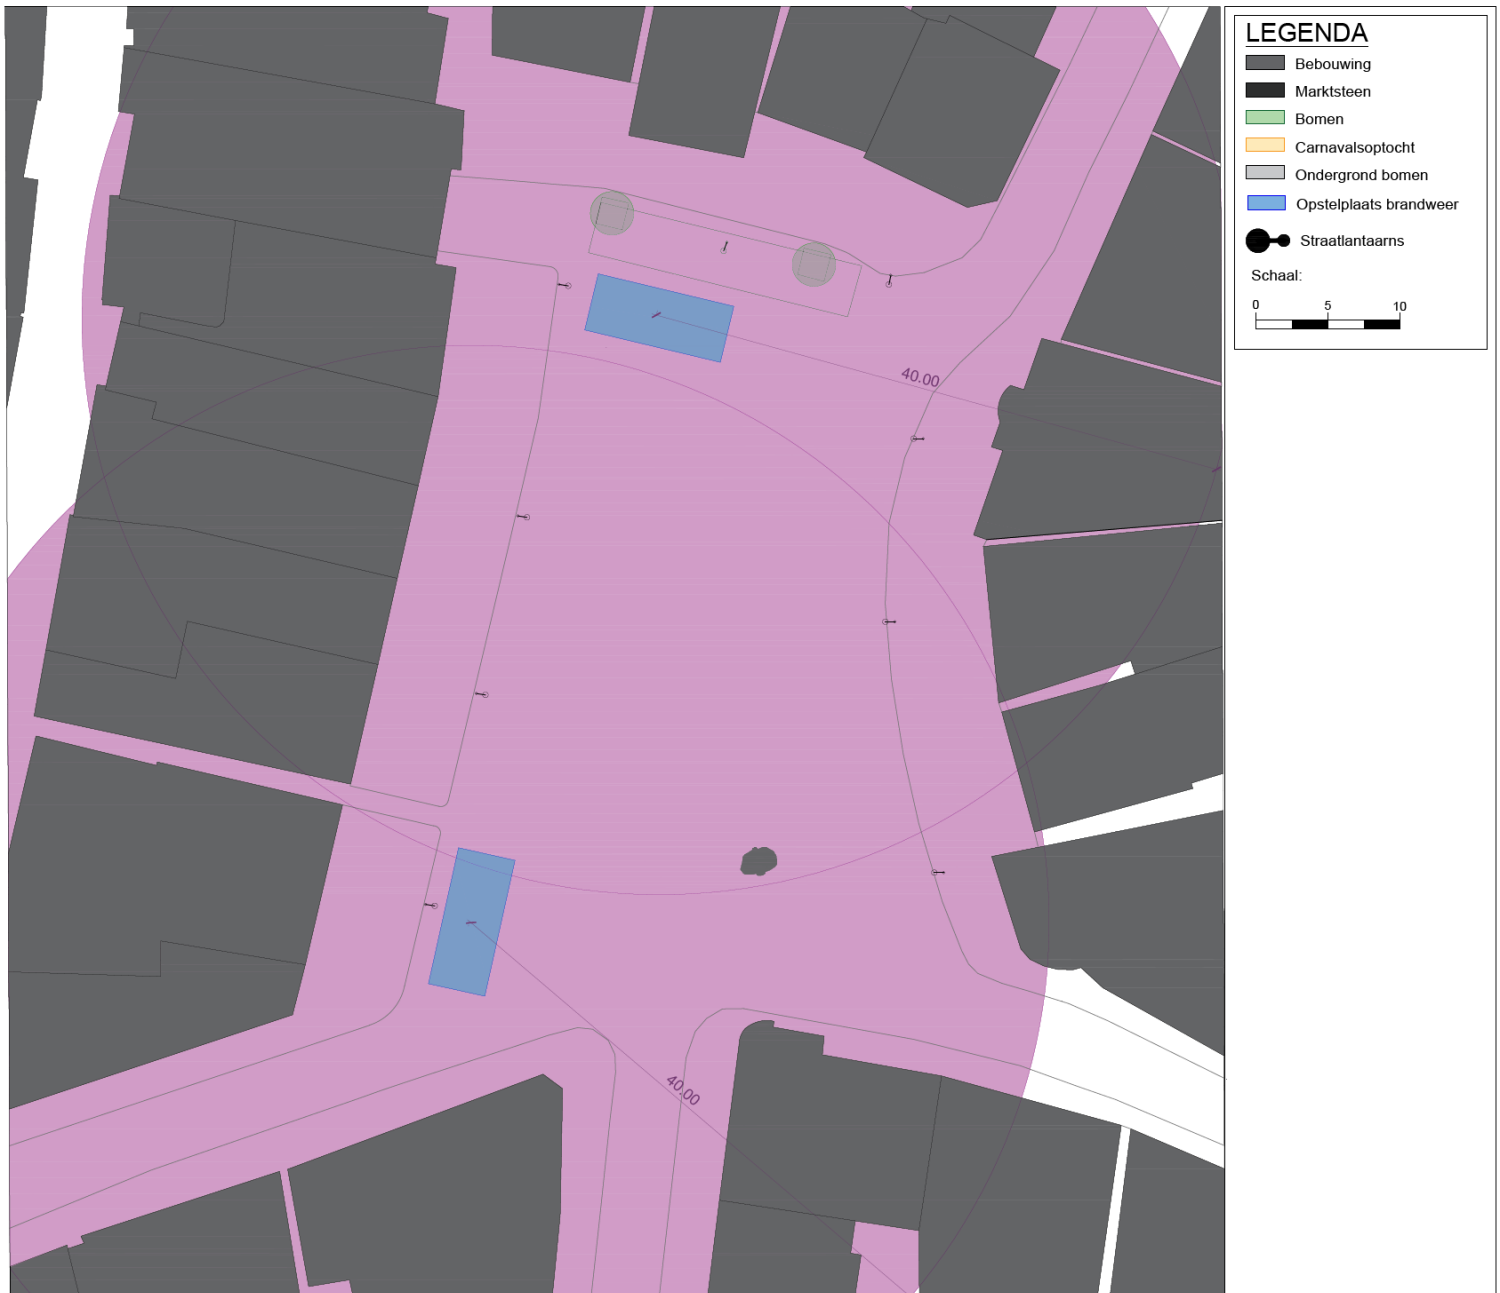 LEGENDA
Bebouwing
Marktsteen
Bomen
Carnavalsoptocht
Ondergrond bomen
Opstelplaats brandweer
Straatlantaarns
Schaal:
0 5 10
40.00
40.00